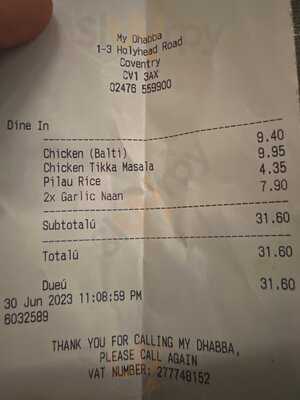 My Dhabba
1-3 Holyhead Road
Coventry
CV1 3AX
02476 559900
Dine In
Chicken (Balti) 9.40
Chicken Tikka Masala 9.95
Pilau Rice 4.35
2x Garlic Naan 7.90
Subtotalú 31.60
Totalú 31.60
Dueú 31.60
30 Jun 2023 11:08:59 PM
6032589
THANK YOU FOR CALLING MY DHABBA,
PLEASE CALL AGAIN
VAT NUMBER: 277748152